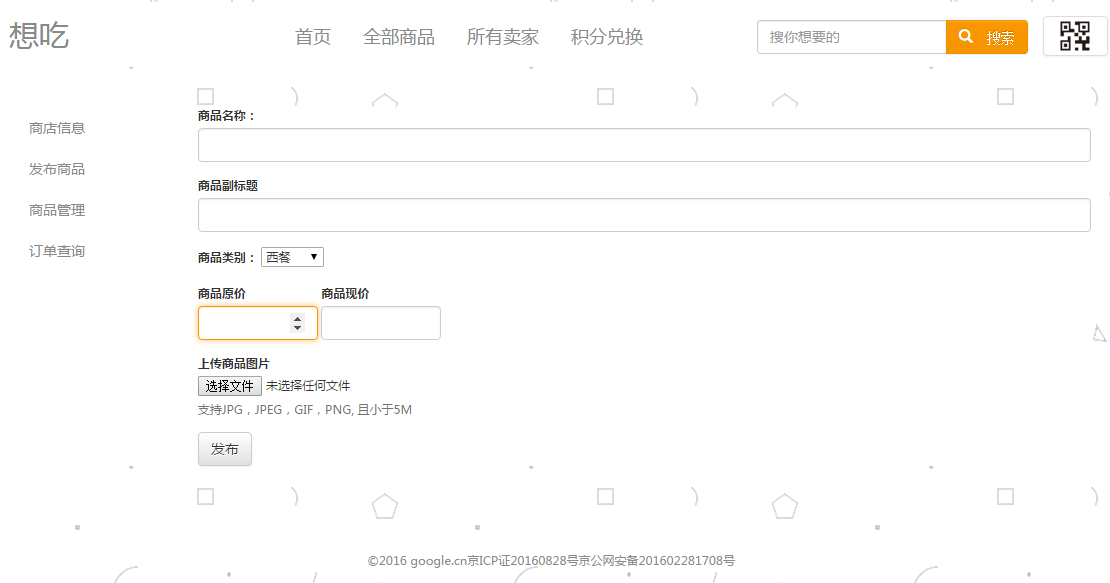 想吃
首页 全部商品 所有卖家 积分兑换
搜你想要的 搜索
商店信息
发布商品
商品管理
订单查询
商品名称：
商品副标题
商品类别： 西餐
商品原价 商品现价
上传商品图片
选择文件 未选择任何文件
支持JPG，JPEG，GIF，PNG, 且小于5M
发布
©2016 google.cn京ICP证20160828号京公网安备201602281708号